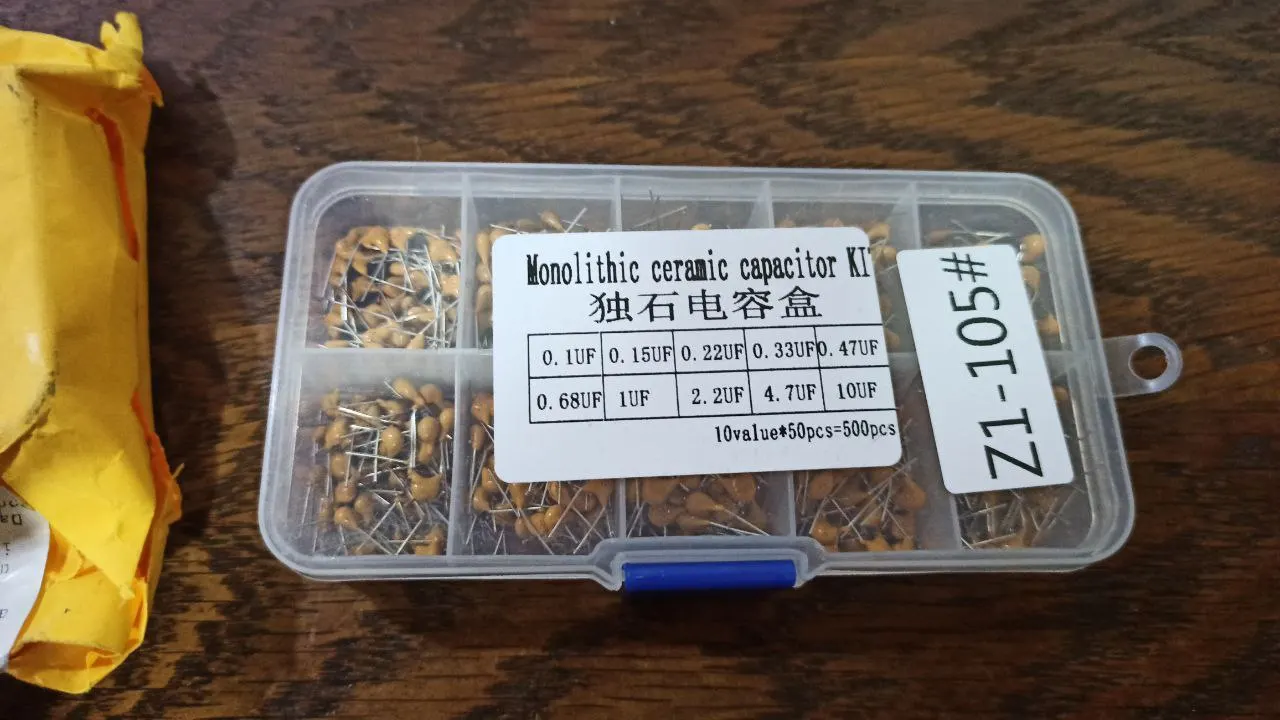 Monolithic ceramic capacitor KI
独石电容盒
0.1UF 0.15UF 0.22UF 0.33UF 0.47UF
0.68UF 1UF 2.2UF 4.7UF 10UF
10value*50pcs=500pcs
Z1-105#